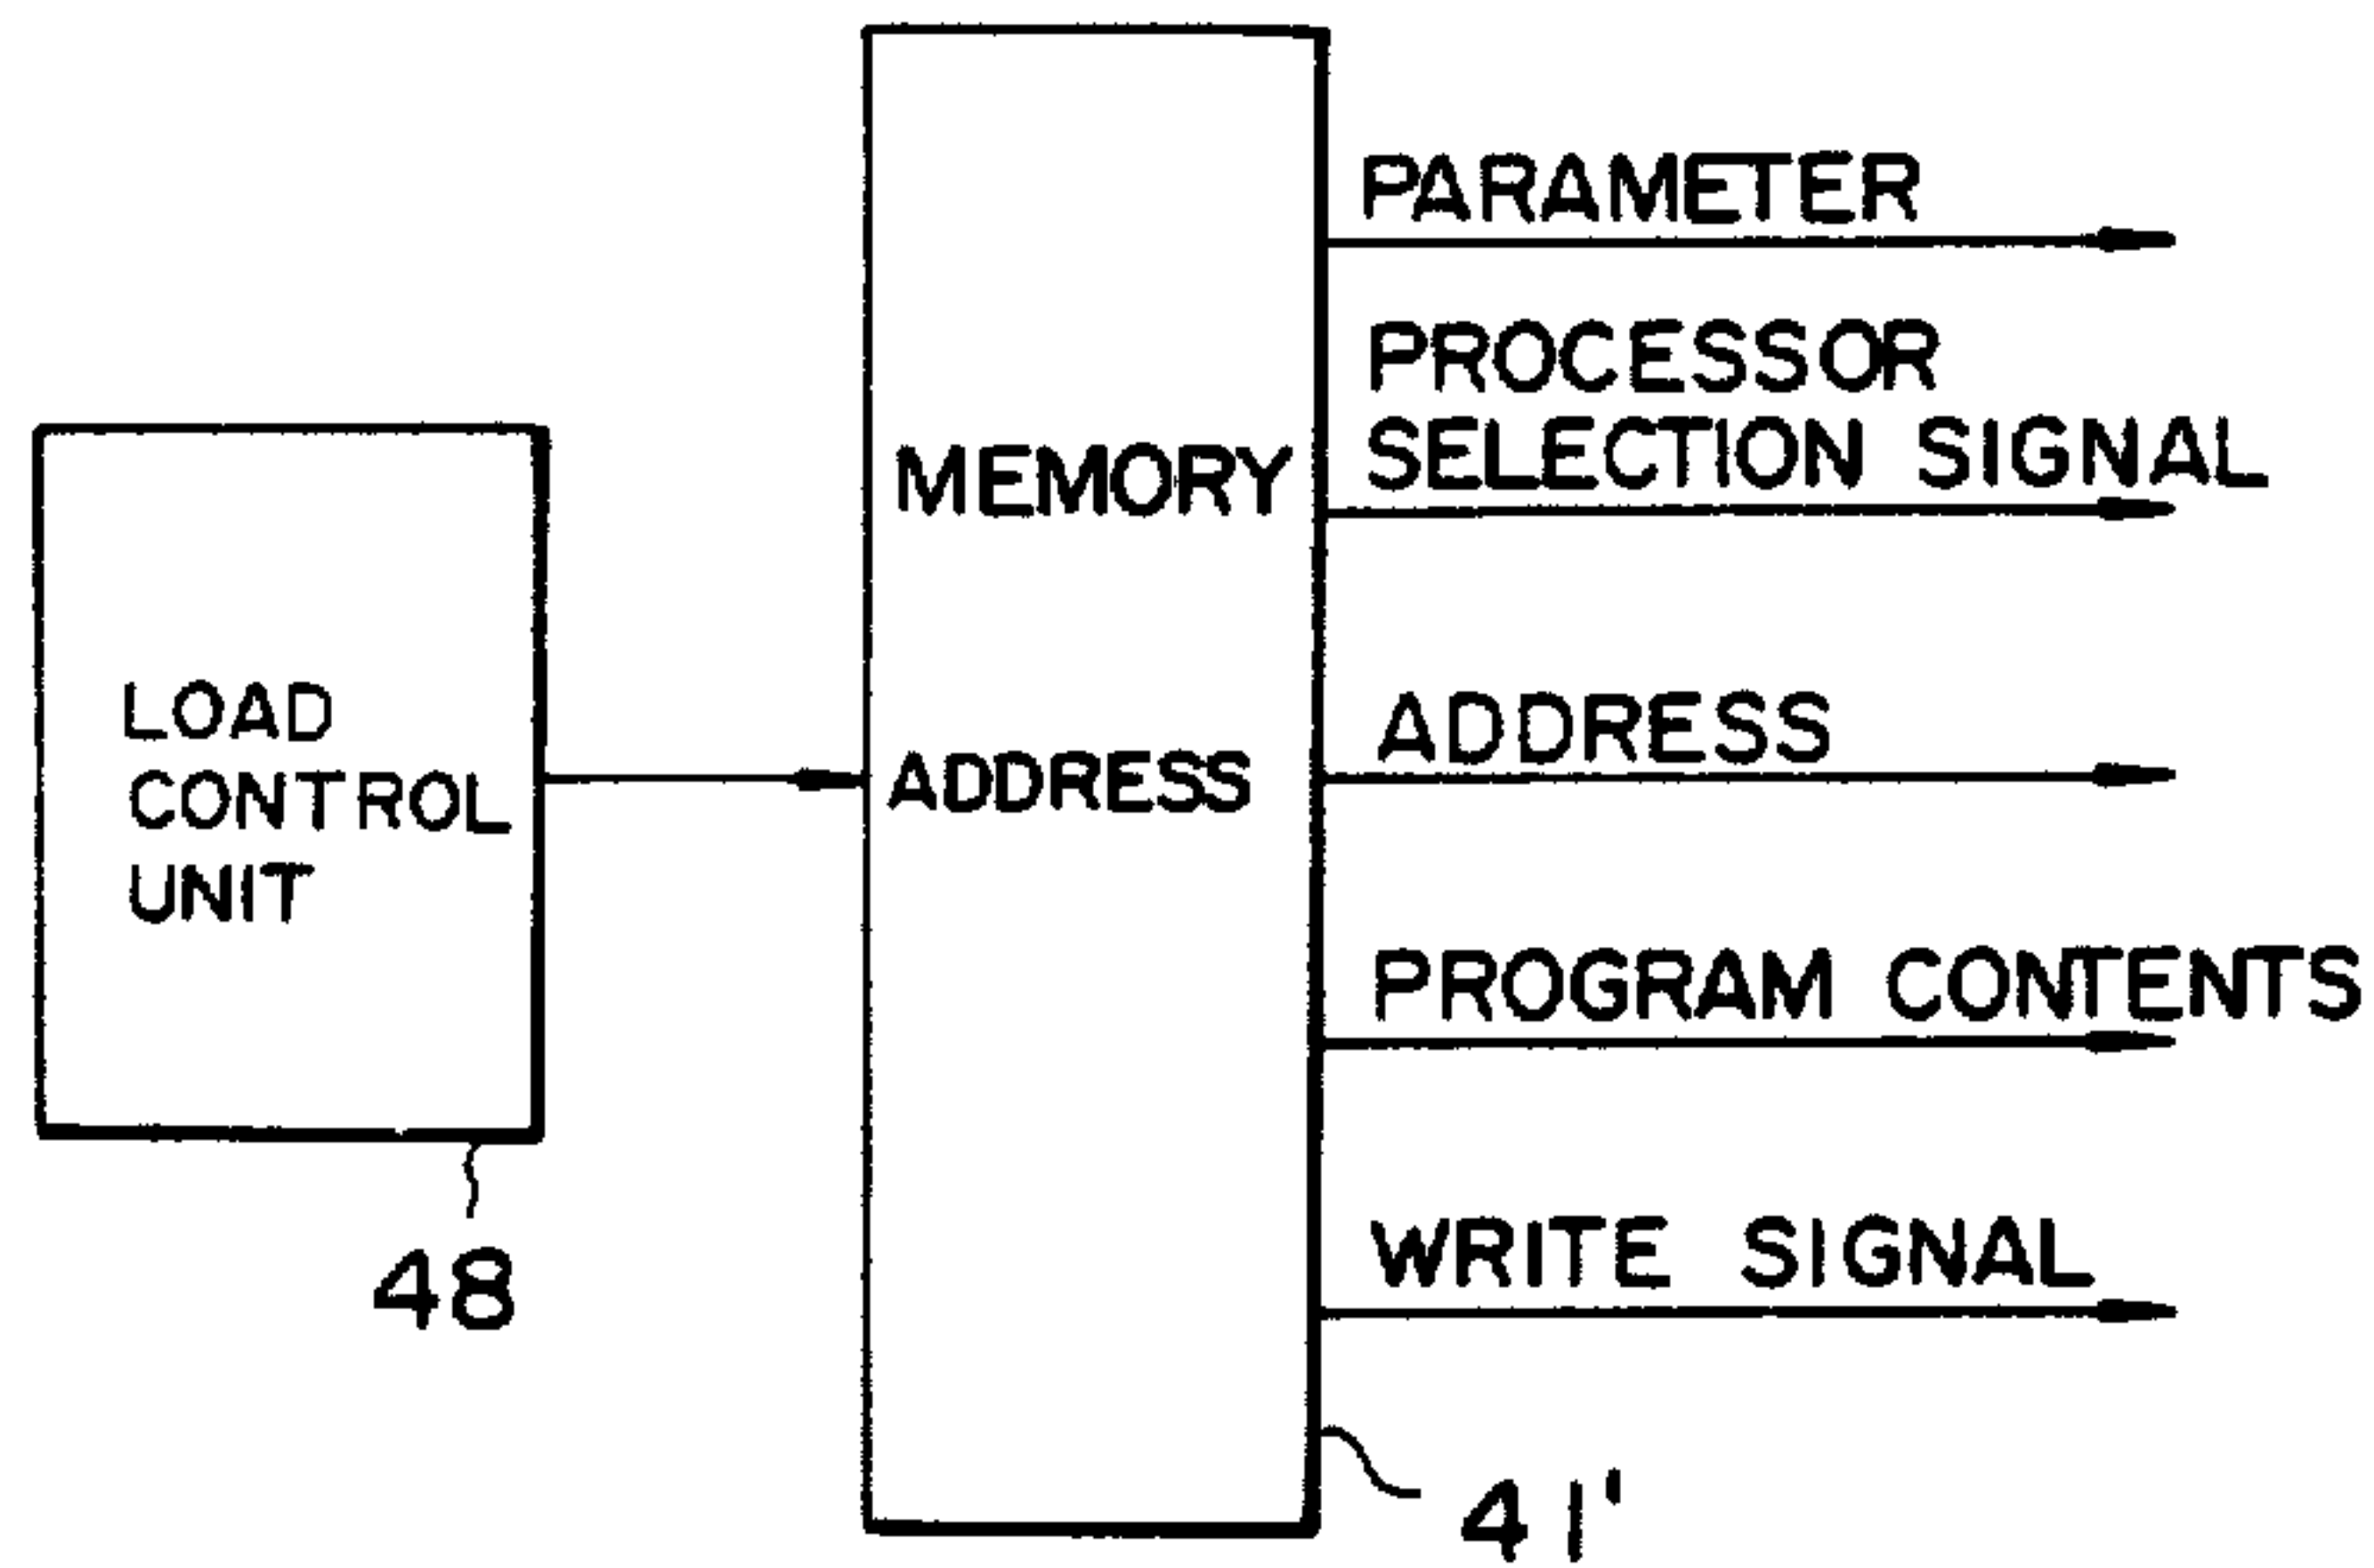 LOAD
CONTROL
UNIT
48
MEMORY
ADDRESS
PARAMETER
PROCESSOR
SELECTION SIGNAL
ADDRESS
PROGRAM CONTENTS
WRITE SIGNAL
41'